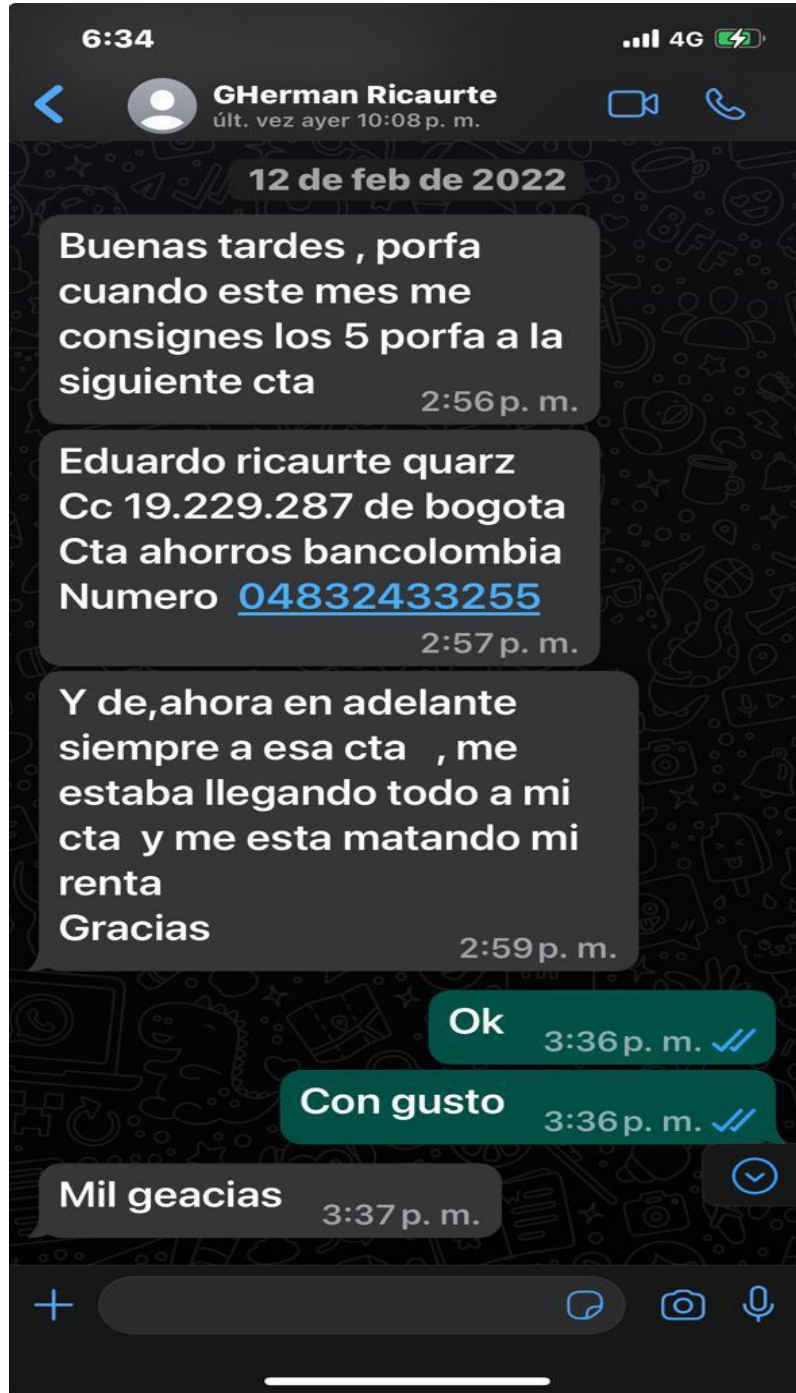 6:34
4G
GHerman Ricaurte
últ. vez ayer 10:08 p. m.
12 de feb de 2022
Buenas tardes , porfa
cuando este mes me
consignes los 5 porfa a la
siguiente cta
2:56 p. m.
Eduardo ricaurte quarz
Cc 19.229.287 de bogota
Cta ahorros bancolombia
Numero 04832433255
2:57 p. m.
Y de,ahora en adelante
siempre a esa cta , me
estaba llegando todo a mi
cta y me esta matando mi
renta
Gracias
2:59 p. m.
Ok
3:36 p. m.
Con gusto
3:36 p. m.
Mil geacias
3:37 p. m.